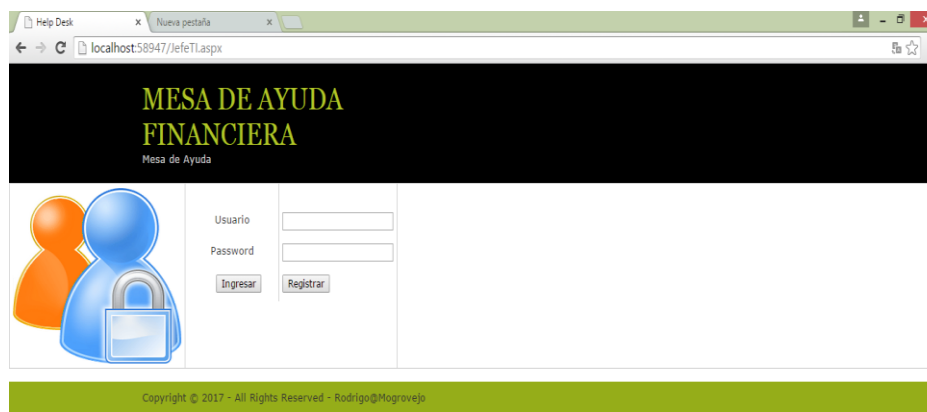 Help Desk
Nueva pestaña
localhost:58947/JefeTI.aspx
MESA DE AYUDA
FINANCIERA
Mesa de Ayuda
Usuario
Password
Ingresar
Registrar
Copyright © 2017 - All Rights Reserved - Rodrigo@Mogrovejo